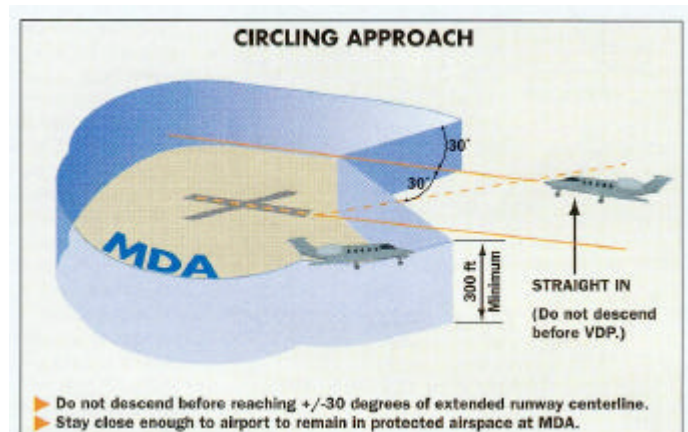 CIRCLING APPROACH
30°
30°
MDA
300 ft
Minimum
STRAIGHT IN
(Do not descend
before VDP.)
Do not descend before reaching +/-30 degrees of extended runway centerline.
Stay close enough to airport to remain in protected airspace at MDA.